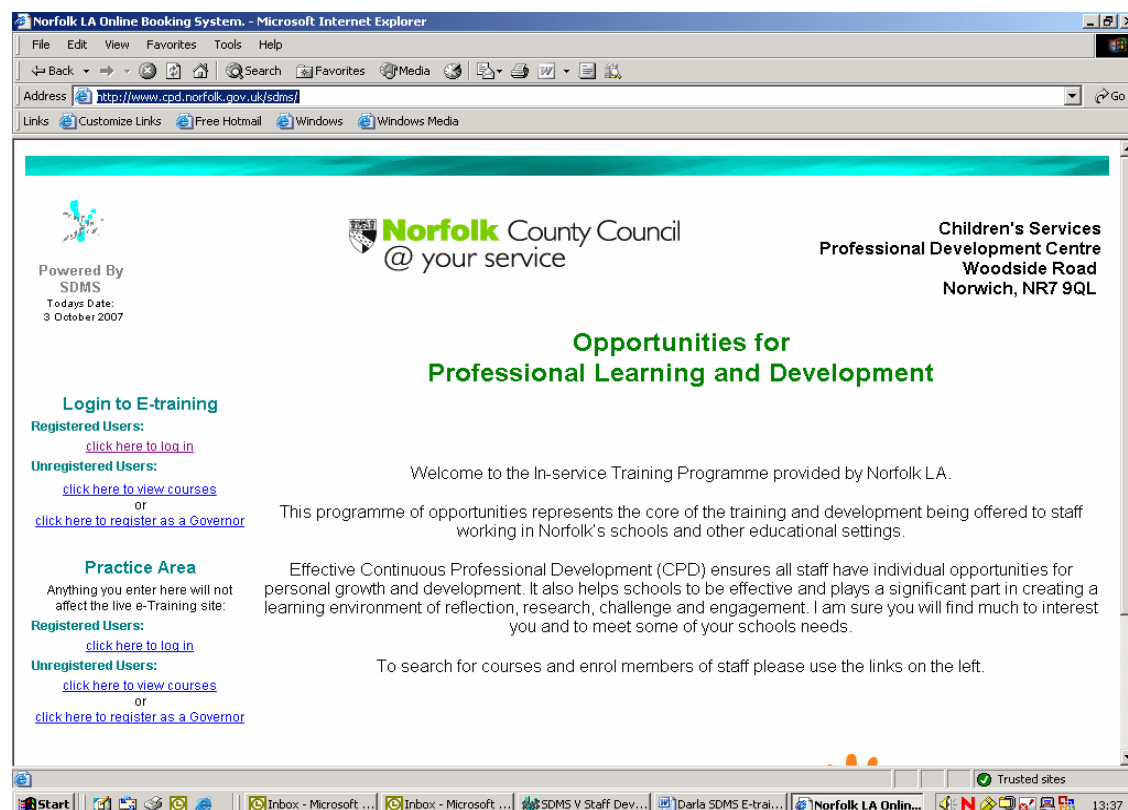 Norfolk LA Online Booking System. - Microsoft Internet Explorer
File Edit View Favorites Tools Help
Back Search Favorites Media
Address http://www.cpd.norfolk.gov.uk/sdms/ Go
Links Customize Links Free Hotmail Windows Windows Media
Powered By
SDMS
Todays Date:
3 October 2007
Norfolk County Council
@ your service
Children's Services
Professional Development Centre
Woodside Road
Norwich, NR7 9QL
Opportunities for
Professional Learning and Development
Login to E-training
Registered Users:
click here to log in
Unregistered Users:
click here to view courses
or
click here to register as a Governor
Practice Area
Anything you enter here will not
affect the live e-Training site:
Registered Users:
click here to log in
Unregistered Users:
click here to view courses
or
click here to register as a Governor
Welcome to the In-service Training Programme provided by Norfolk LA.
This programme of opportunities represents the core of the training and development being offered to staff
working in Norfolk's schools and other educational settings.
Effective Continuous Professional Development (CPD) ensures all staff have individual opportunities for
personal growth and development. It also helps schools to be effective and plays a significant part in creating a
learning environment of reflection, research, challenge and engagement. I am sure you will find much to interest
you and to meet some of your schools needs.
To search for courses and enrol members of staff please use the links on the left.
Trusted sites
Start Inbox - Microsoft ... Inbox - Microsoft ... SDMS V Staff Dev... Darla SDMS E-trai... Norfolk LA Onlin... 13:37